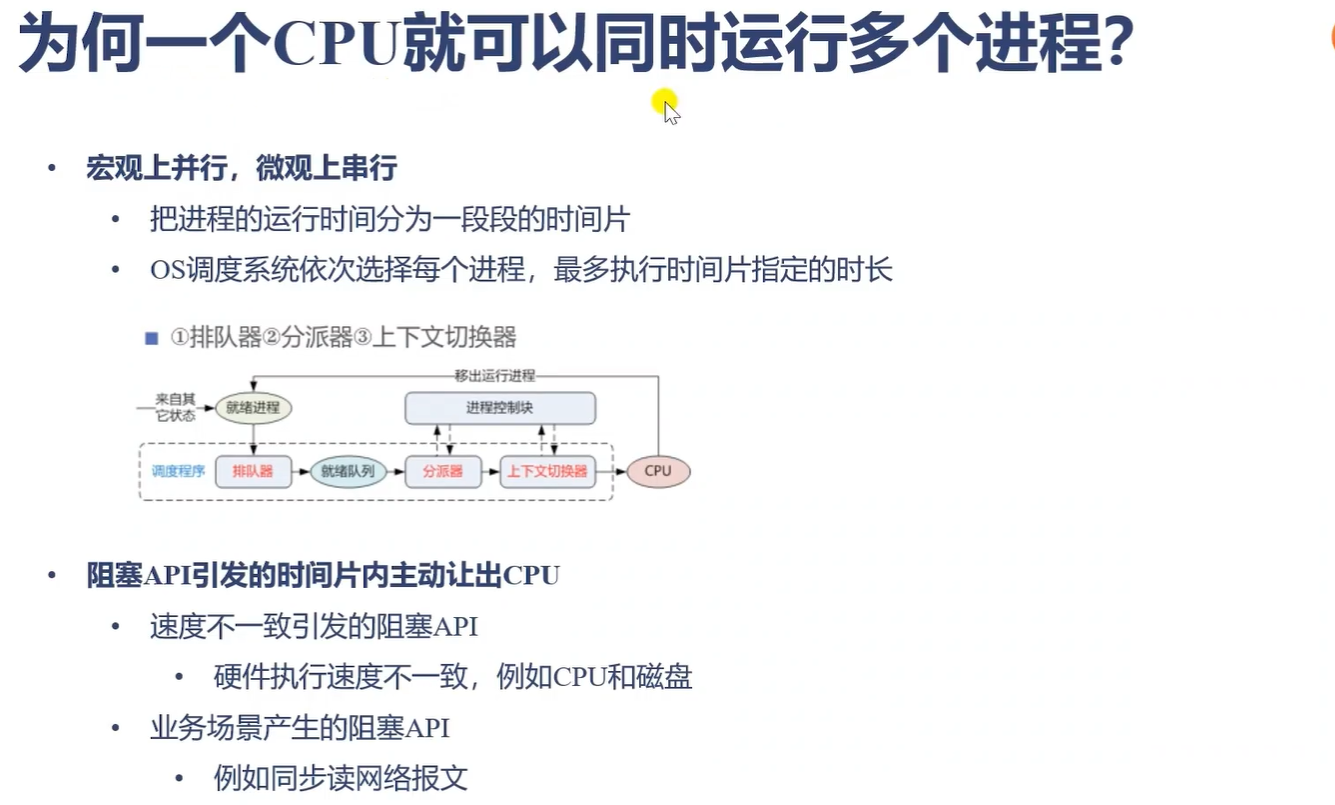 为何一个CPU就可以同时运行多个进程？
• 宏观上并行，微观上串行
• 把进程的运行时间分为一段段的时间片
• OS调度系统依次选择每个进程，最多执行时间片指定的时长
■ ①排队器②分派器③上下文切换器
移出运行进程
来自其
它状态
就绪进程
进程控制块
调度程序
排队器
就绪队列
分派器
上下文切换器
CPU
• 阻塞API引发的时间片内主动让出CPU
• 速度不一致引发的阻塞API
• 硬件执行速度不一致，例如CPU和磁盘
• 业务场景产生的阻塞API
• 例如同步读网络报文